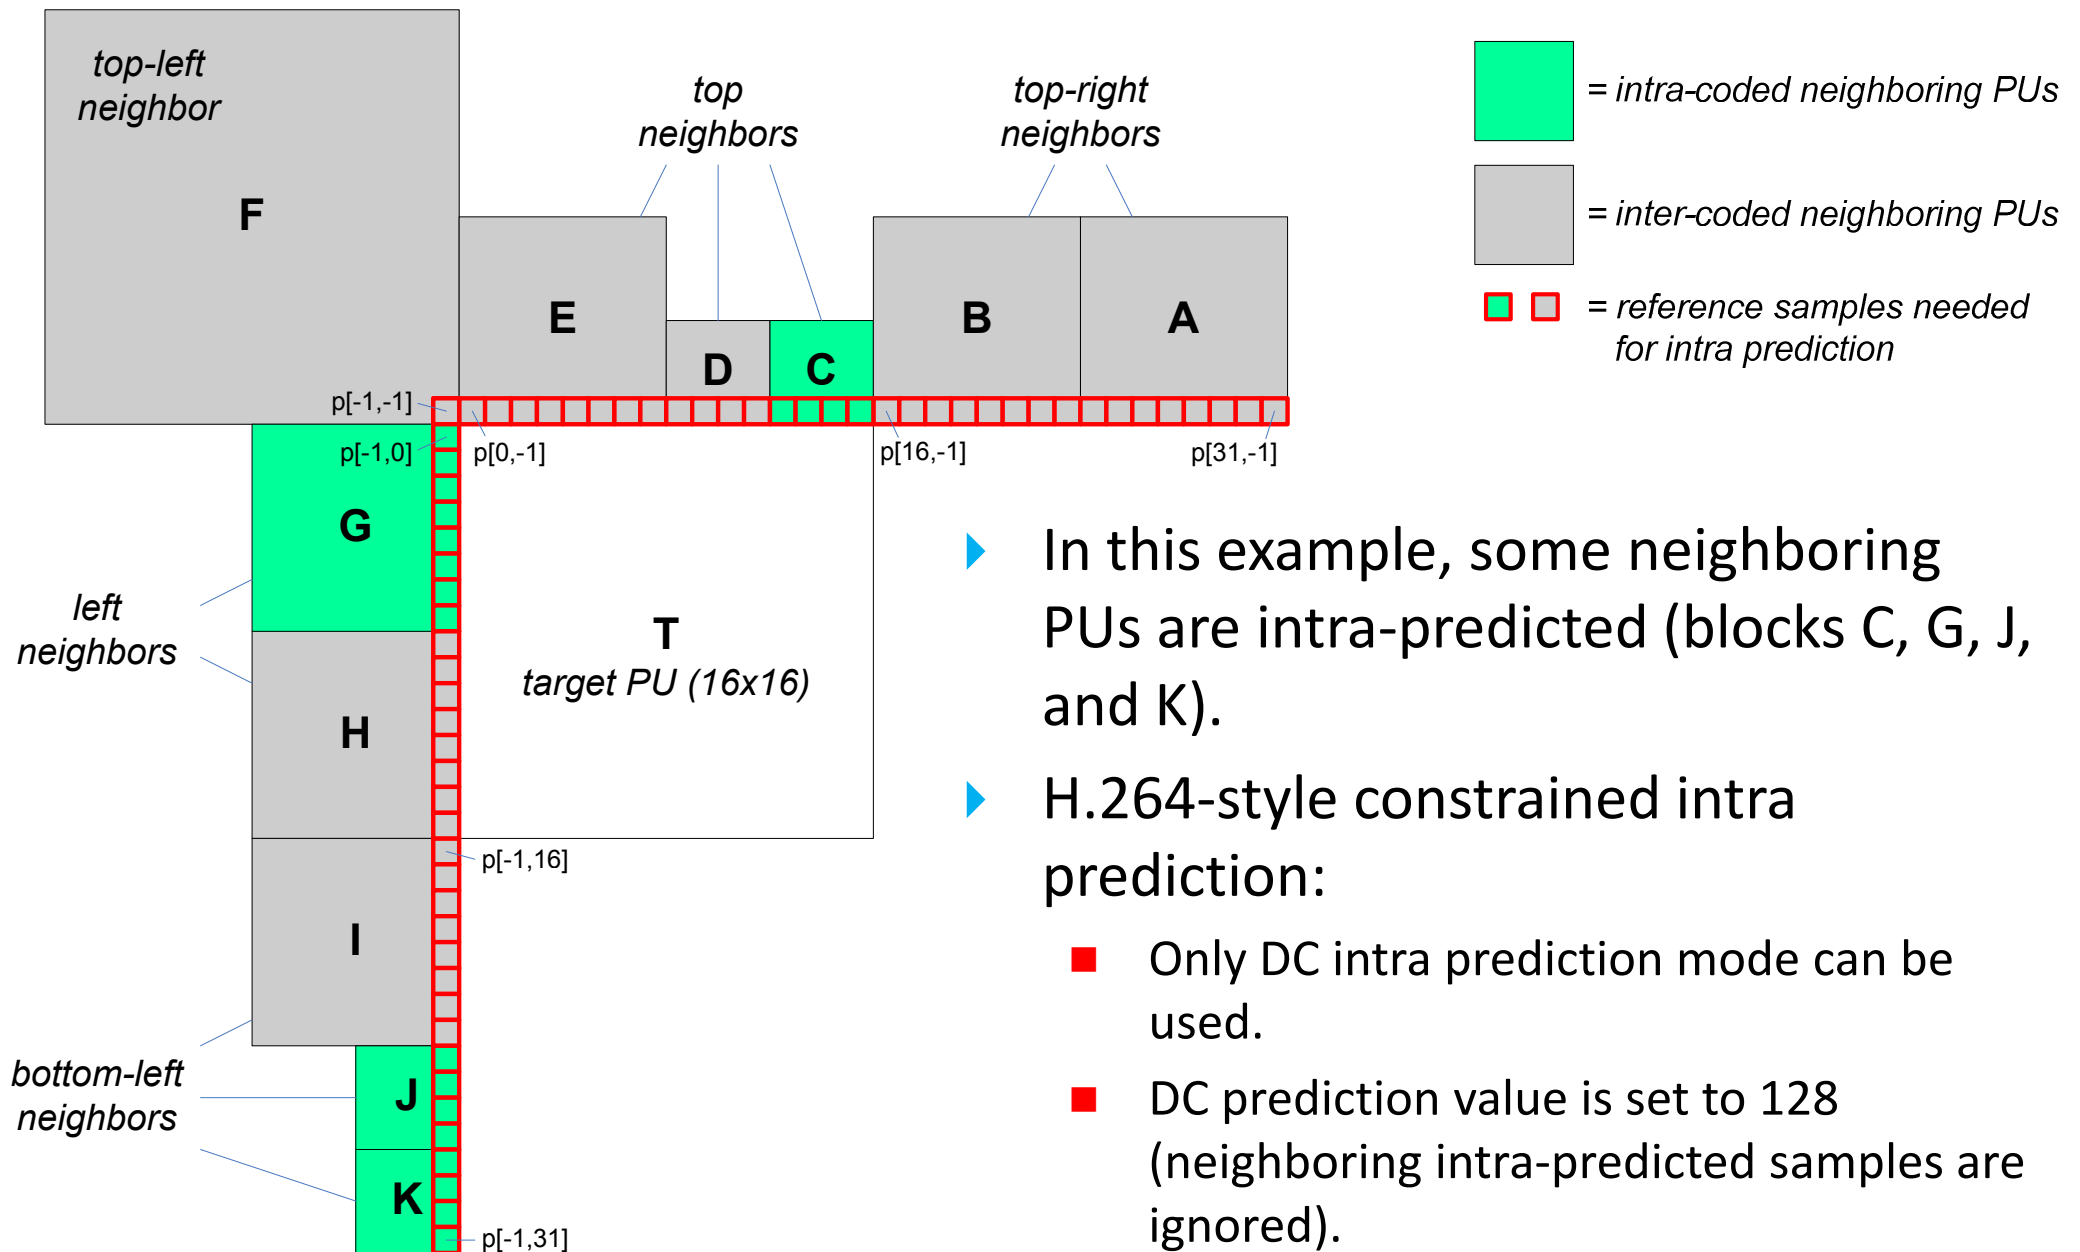 top-left
neighbor
F
top
neighbors
top-right
neighbors
E
D
C
B
A
= intra-coded neighboring PUs
= inter-coded neighboring PUs
= reference samples needed
for intra prediction
p[-1,-1]
p[-1,0]
p[0,-1]
p[16,-1]
p[31,-1]
G
left
neighbors
H
T
target PU (16x16)
p[-1,16]
I
bottom-left
neighbors
J
K
p[-1,31]
In this example, some neighboring
PUs are intra-predicted (blocks C, G, J,
and K).
H.264-style constrained intra
prediction:
Only DC intra prediction mode can be
used.
DC prediction value is set to 128
(neighboring intra-predicted samples are
ignored).